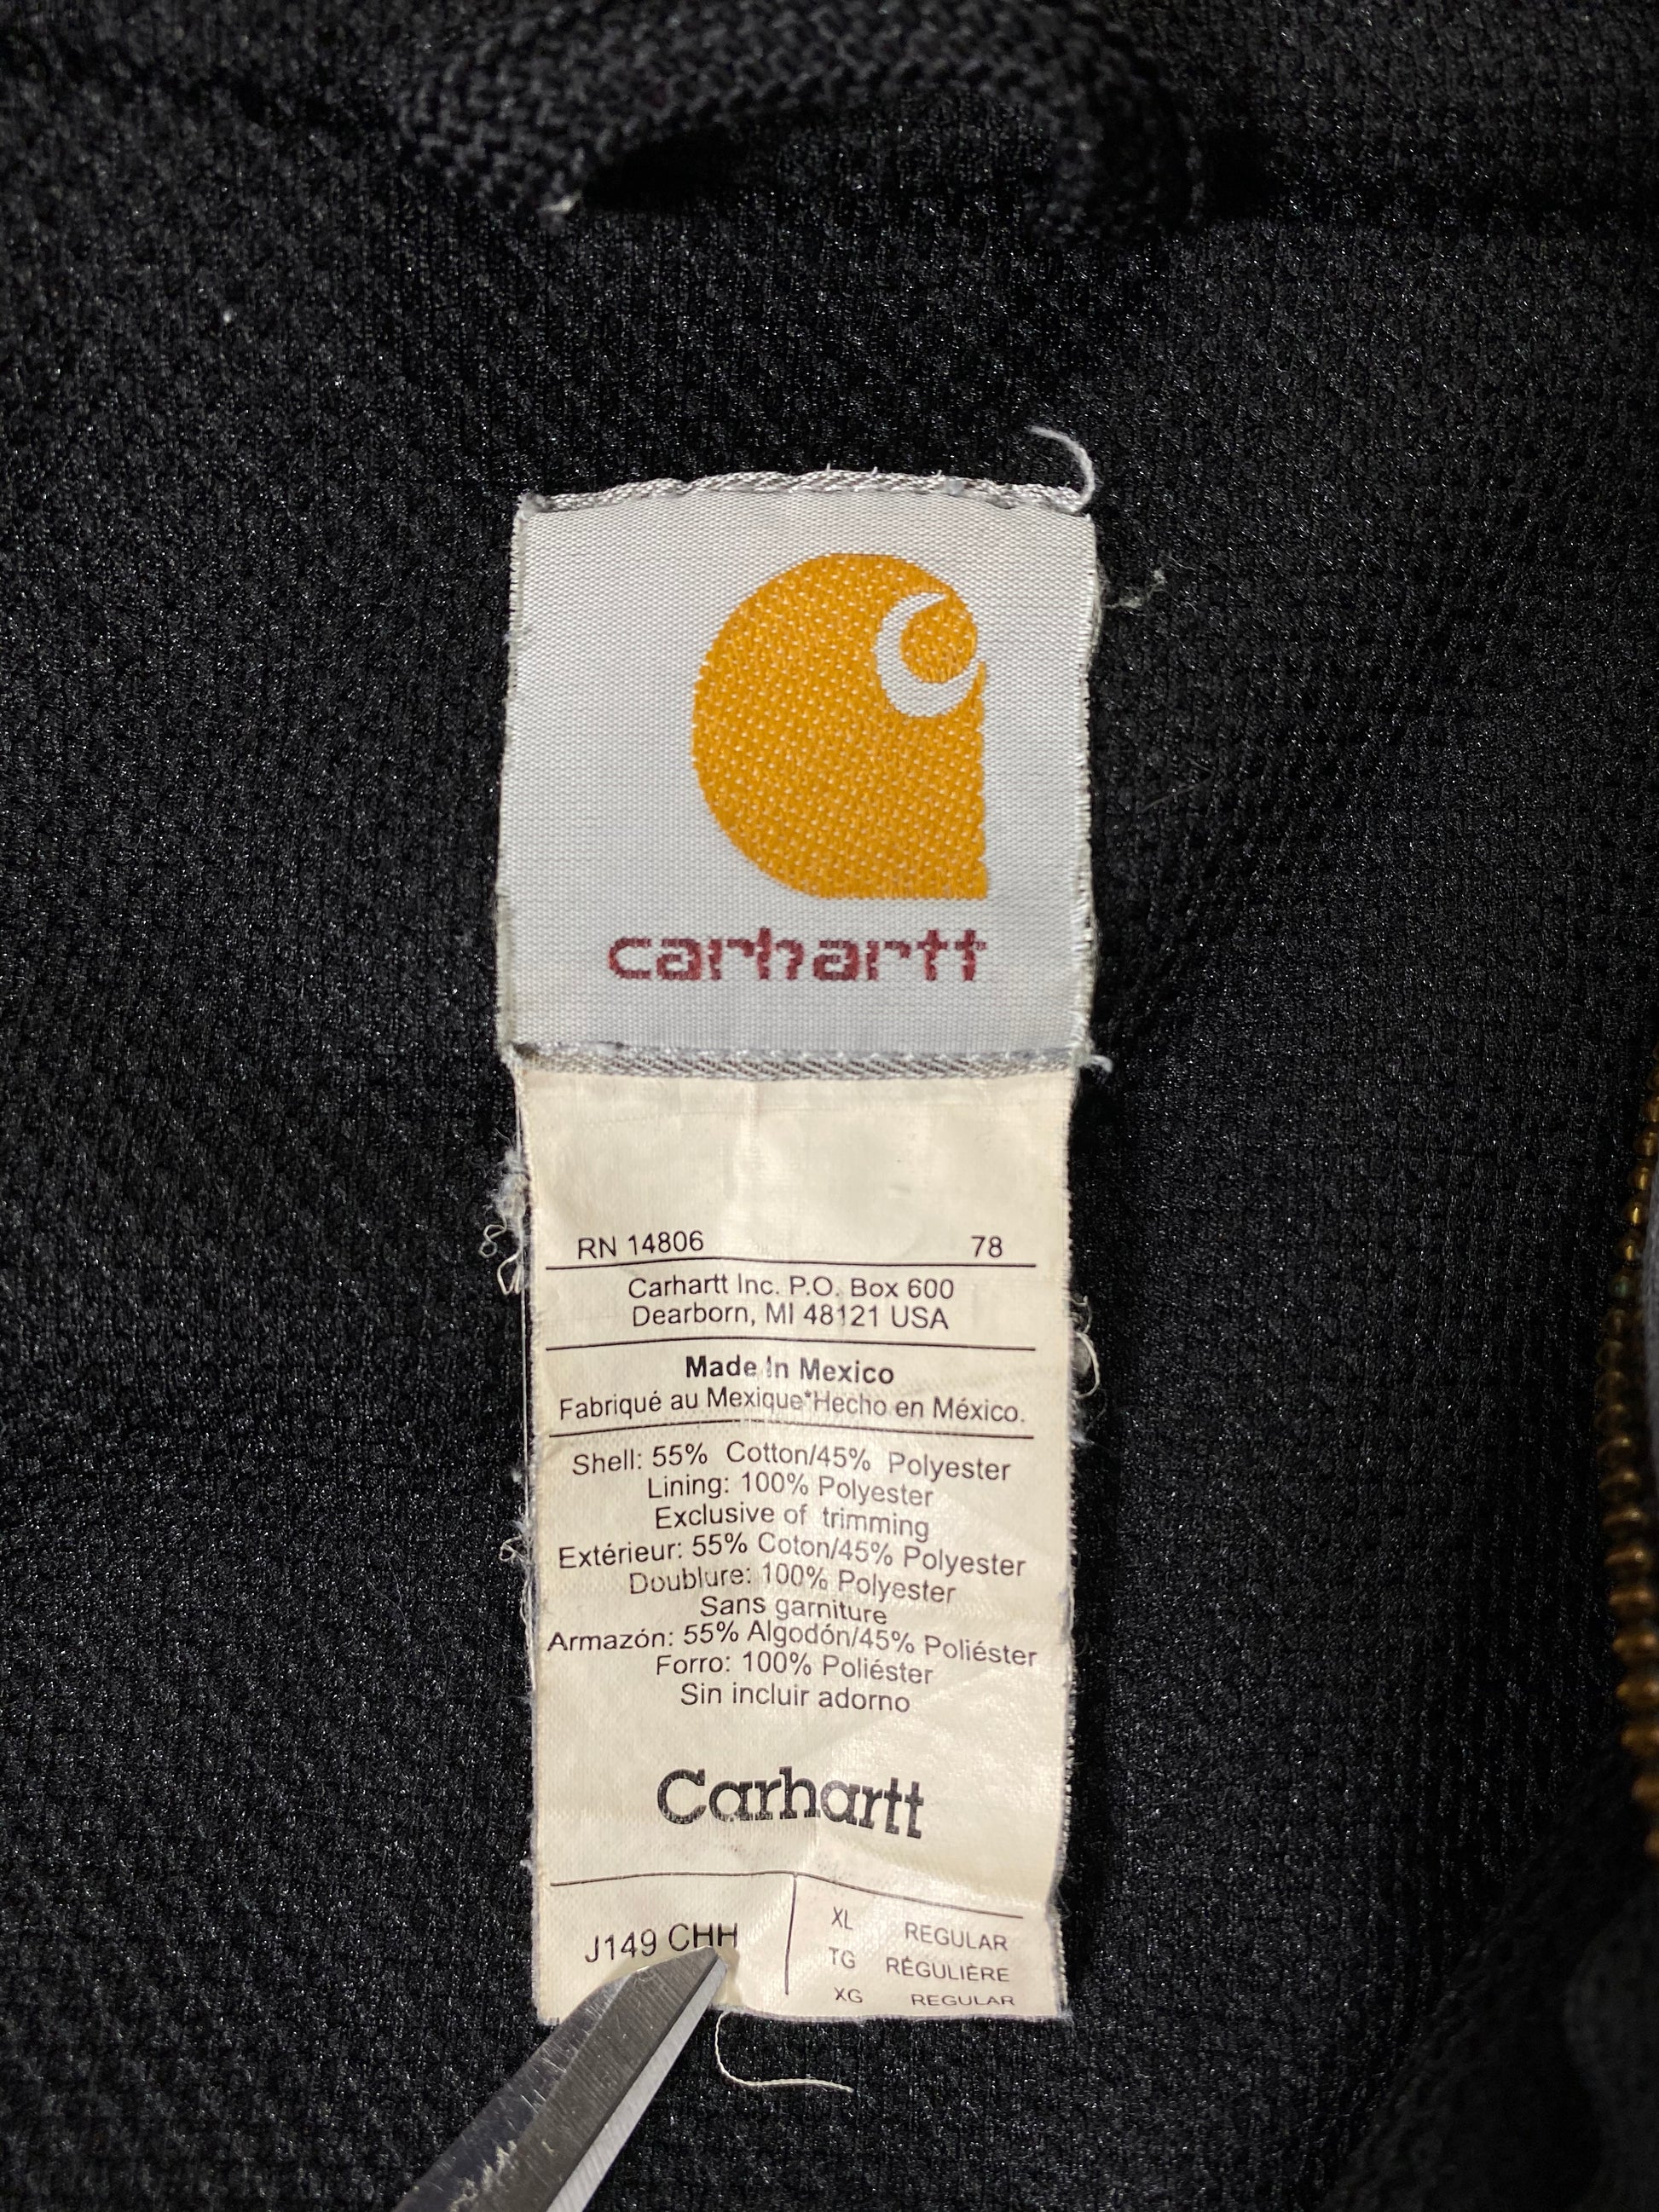 carhartt
RN 14806 78
Carhartt Inc. P.O. Box 600
Dearborn, MI 48121 USA
Made In Mexico
Fabriqué au Mexique*Hecho en México.
Shell: 55% Cotton/45% Polyester
Lining: 100% Polyester
Exclusive of trimming
Extérieur: 55% Coton/45% Polyester
Doublure: 100% Polyester
Sans garniture
Armazón: 55% Algodón/45% Poliéster
Forro: 100% Poliéster
Sin incluir adorno
Carhartt
J149 CHH
XL REGULAR
TG RÉGULIÈRE
XG REGULAR